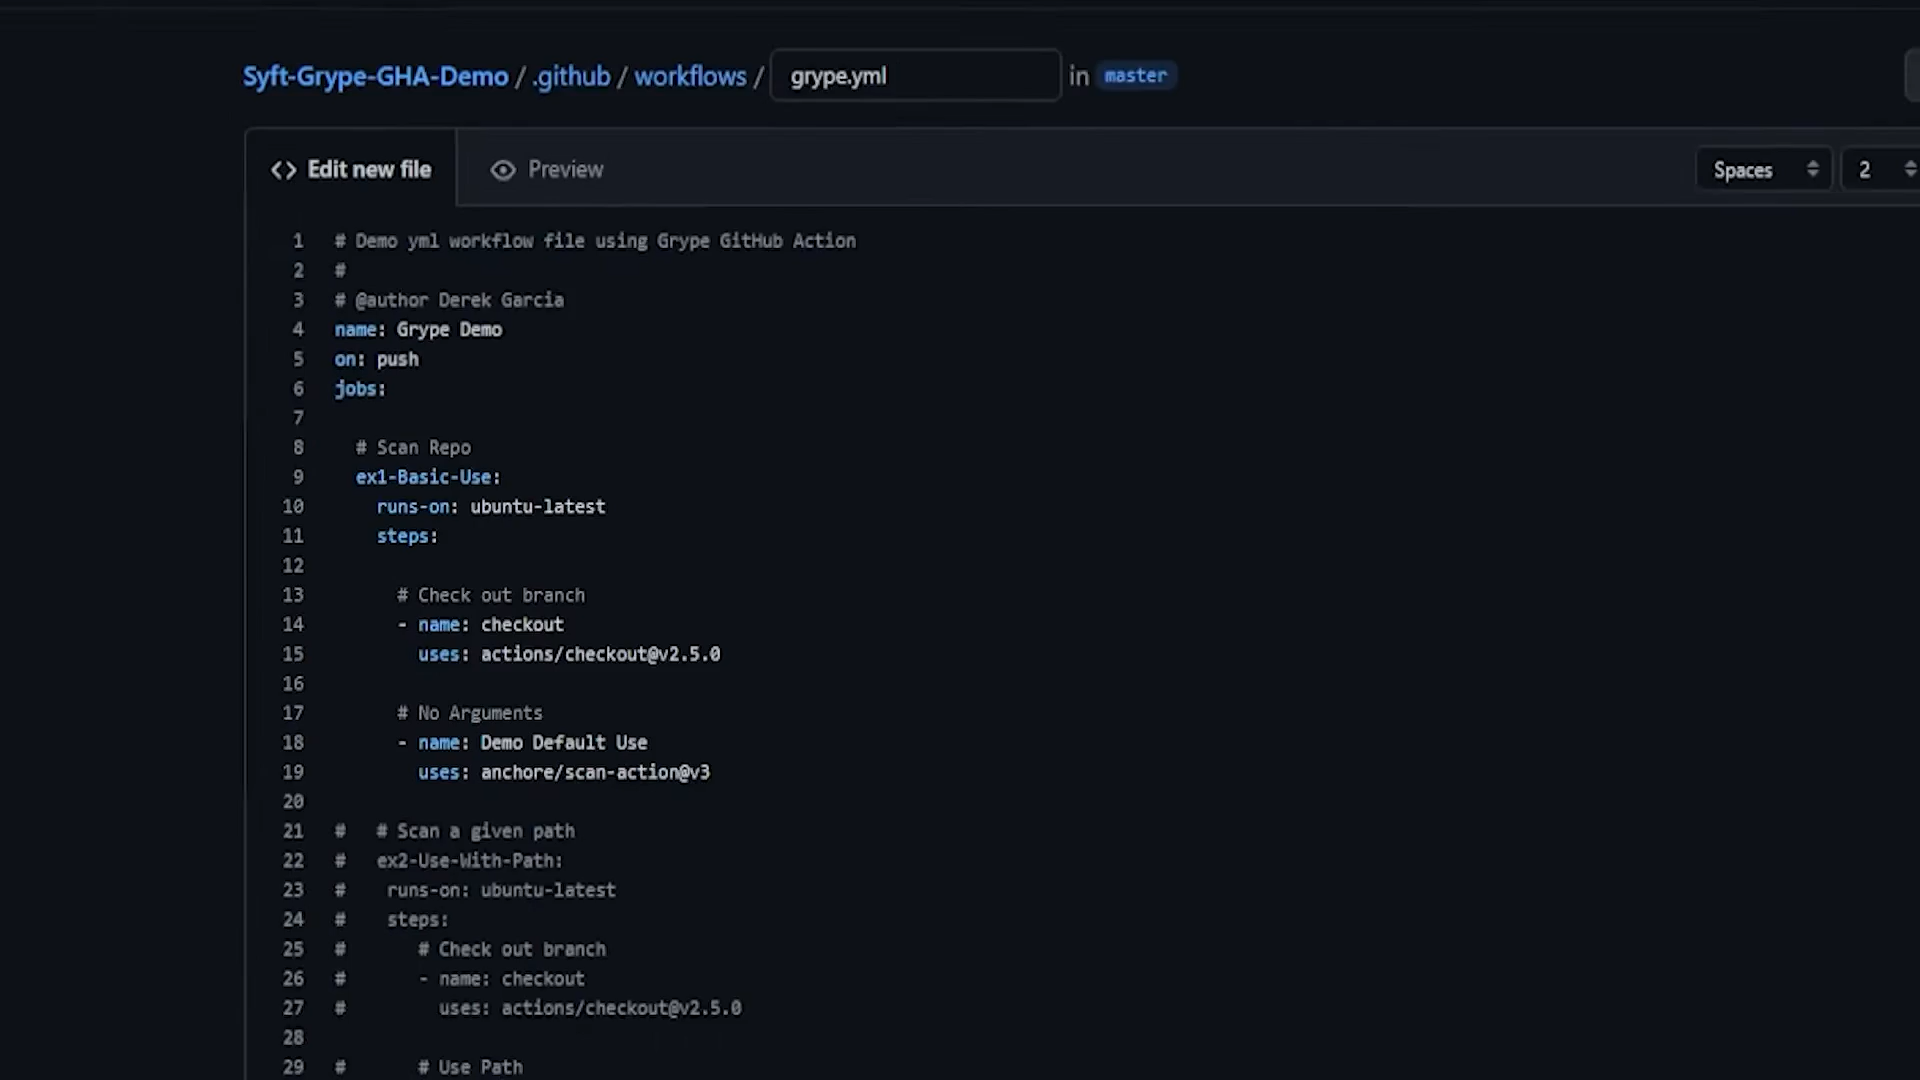 Syft-Grype-GHA-Demo / .github / workflows / grype.yml in master
<> Edit new file Preview Spaces 2
1 # Demo yml workflow file using Grype GitHub Action
2 #
3 # @author Derek Garcia
4 name: Grype Demo
5 on: push
6 jobs:
7
8 # Scan Repo
9 ex1-Basic-Use:
10 runs-on: ubuntu-latest
11 steps:
12
13 # Check out branch
14 - name: checkout
15 uses: actions/checkout@v2.5.0
16
17 # No Arguments
18 - name: Demo Default Use
19 uses: anchore/scan-action@v3
20
21 # # Scan a given path
22 # ex2-Use-With-Path:
23 # runs-on: ubuntu-latest
24 # steps:
25 # # Check out branch
26 # - name: checkout
27 # uses: actions/checkout@v2.5.0
28
29 # # Use Path